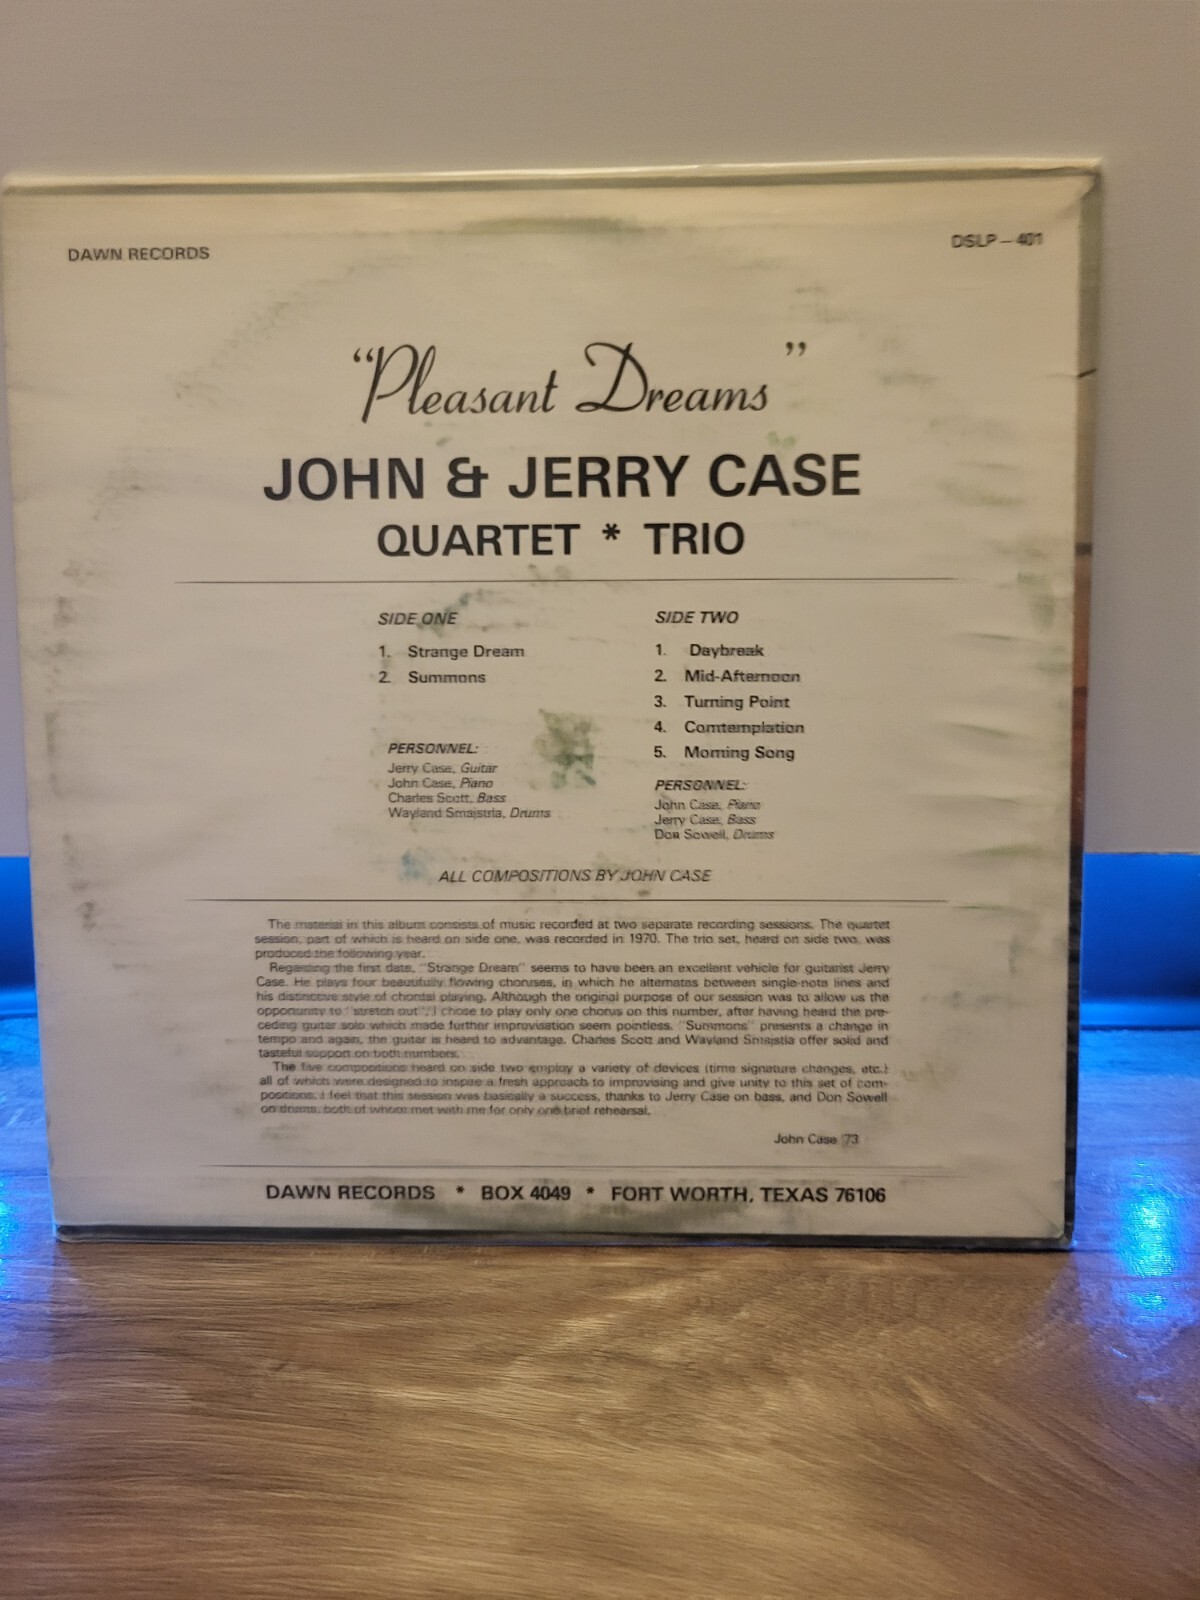 DAWN RECORDS
DSLP – 401
“Pleasant Dreams”
JOHN & JERRY CASE
QUARTET * TRIO
SIDE ONE
1. Strange Dream
2. Summons
PERSONNEL:
Jerry Case, Guitar
John Case, Piano
Charles Scott, Bass
Wayland Smajstrla, Drums
SIDE TWO
1. Daybreak
2. Mid-Afternoon
3. Turning Point
4. Comtemplation
5. Morning Song
PERSONNEL:
John Case, Piano
Jerry Case, Bass
Don Sowell, Drums
ALL COMPOSITIONS BY JOHN CASE
The material in this album consists of music recorded at two separate recording sessions. The quartet
session, part of which is heard on side one, was recorded in 1970. The trio set, heard on side two, was
produced the following year.
Regarding the first date, "Strange Dream" seems to have been an excellent vehicle for guitarist Jerry
Case. He plays four beautifully flowing choruses, in which he alternates between single-note lines and
his distinctive style of chordal playing. Although the original purpose of our session was to allow us the
opportunity to "stretch out", I chose to play only one chorus on this number, after having heard the pre-
ceding guitar solo which made further improvisation seem pointless. "Summons" presents a change in
tempo and again, the guitar is heard to advantage. Charles Scott and Wayland Smajstla offer solid and
tasteful support on both numbers.
The five compositions heard on side two employ a variety of devices (time signature changes, etc.)
all of which were designed to inspire a fresh approach to improvising and give unity to this set of com-
positions. I feel that this session was basically a success, thanks to Jerry Case on bass, and Don Sowell
on drums, both of whom met with me for only one brief rehearsal.
John Case '73
DAWN RECORDS * BOX 4049 * FORT WORTH, TEXAS 76106